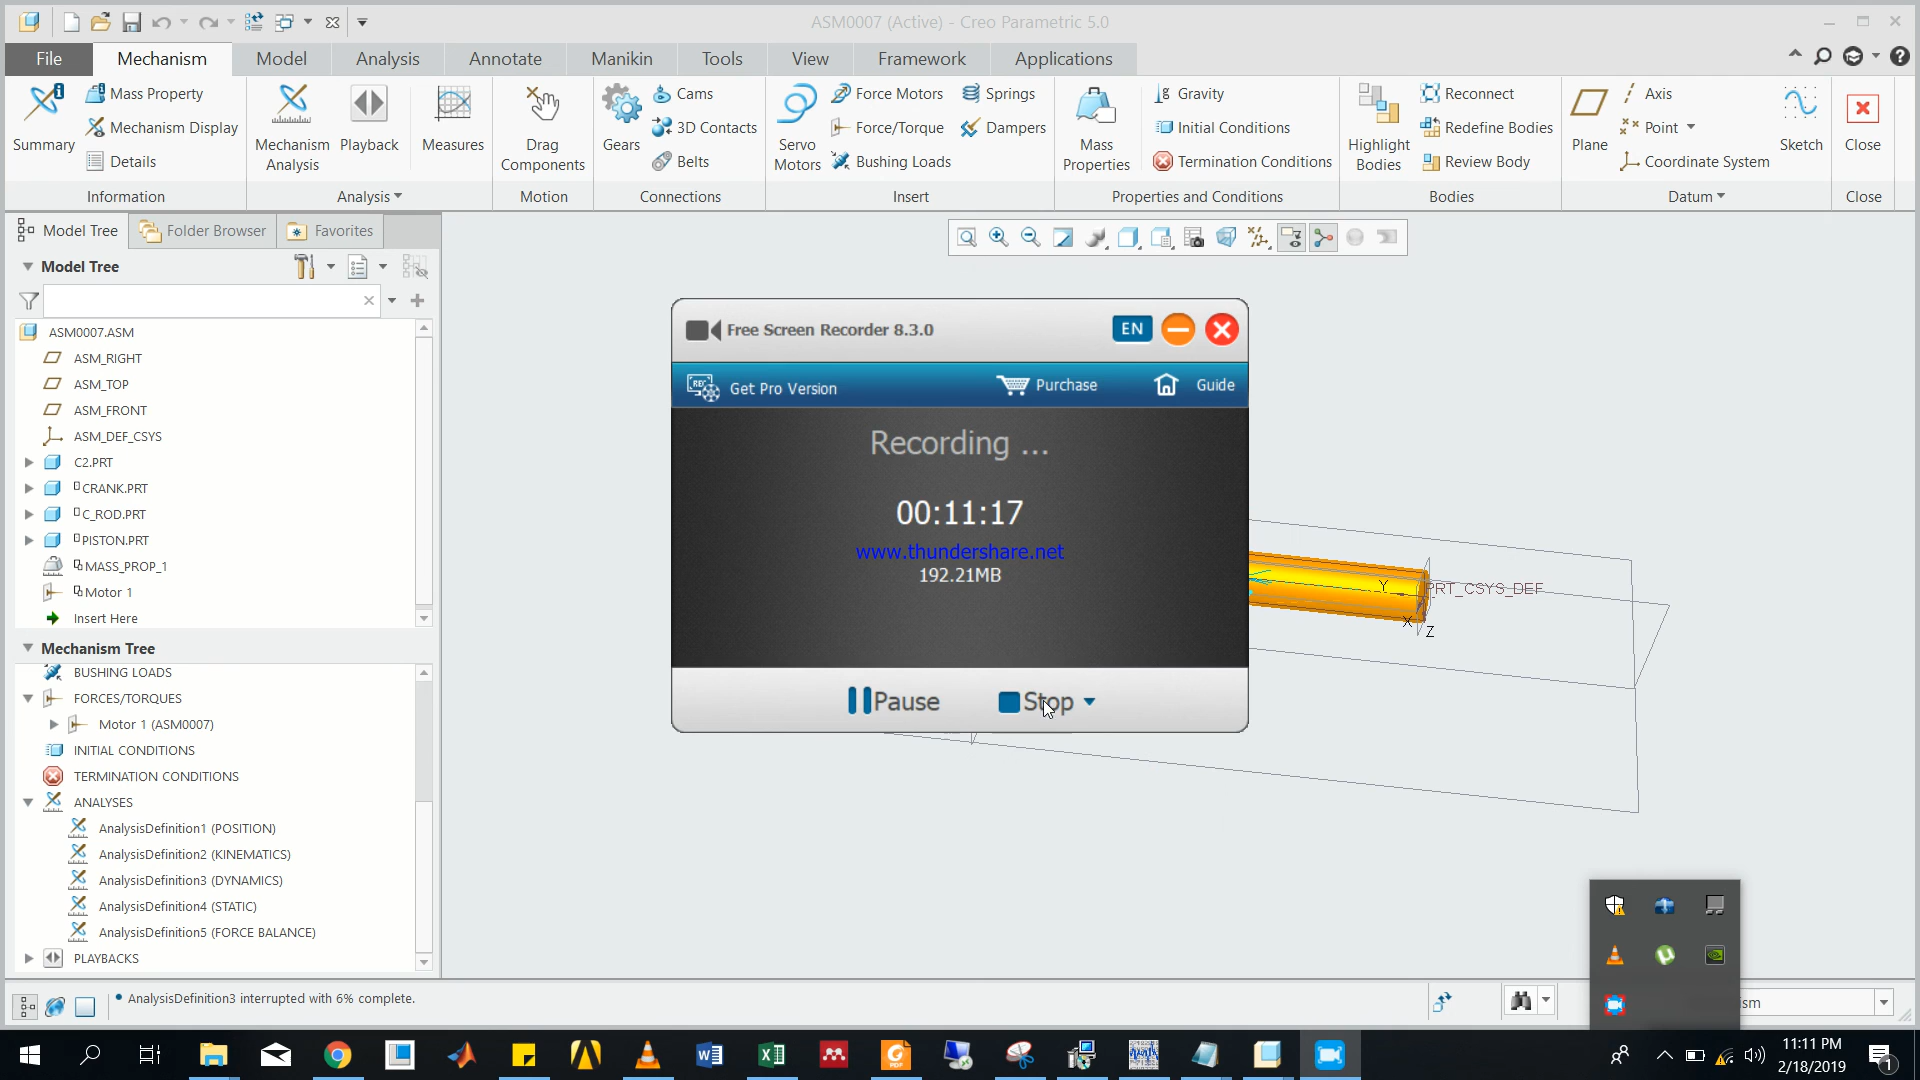 ASM0007 (Active) - Creo Parametric 5.0
File Mechanism Model Analysis Annotate Manikin Tools View Framework Applications
Summary
Mass Property
Mechanism Display
Details
Information
Mechanism Analysis
Playback
Measures
Analysis
Drag Components
Motion
Gears
Cams
3D Contacts
Belts
Connections
Servo Motors
Force Motors
Force/Torque
Bushing Loads
Springs
Dampers
Insert
Mass Properties
Gravity
Initial Conditions
Termination Conditions
Properties and Conditions
Highlight Bodies
Reconnect
Redefine Bodies
Review Body
Bodies
Plane
Axis
Point
Coordinate System
Sketch
Datum
Close
Close
Model Tree Folder Browser Favorites
Model Tree
ASM0007.ASM
ASM_RIGHT
ASM_TOP
ASM_FRONT
ASM_DEF_CSYS
C2.PRT
CRANK.PRT
C_ROD.PRT
PISTON.PRT
MASS_PROP_1
Motor 1
Insert Here
Mechanism Tree
BUSHING LOADS
FORCES/TORQUES
Motor 1 (ASM0007)
INITIAL CONDITIONS
TERMINATION CONDITIONS
ANALYSES
AnalysisDefinition1 (POSITION)
AnalysisDefinition2 (KINEMATICS)
AnalysisDefinition3 (DYNAMICS)
AnalysisDefinition4 (STATIC)
AnalysisDefinition5 (FORCE BALANCE)
PLAYBACKS
Free Screen Recorder 8.3.0
EN
Get Pro Version
Purchase
Guide
Recording ...
00:11:17
www.thundershare.net
192.21MB
Pause
Stop
Y
PRT_CSYS_DEF
X
Z
AnalysisDefinition3 interrupted with 6% complete.
ism
11:11 PM
2/18/2019
1